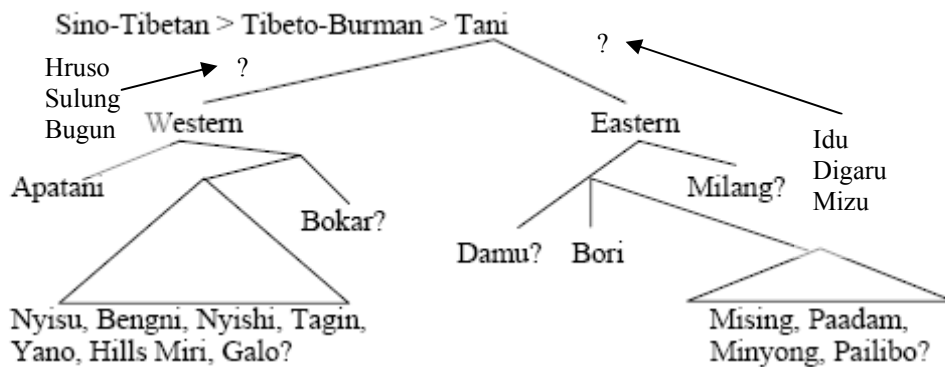 Sino-Tibetan > Tibeto-Burman > Tani
?
?
Hruso
Sulung
Bugun
Western
Eastern
Idu
Digaru
Mizu
Apatani
Bokar?
Milang?
Damu?
Bori
Nyisu, Bengni, Nyishi, Tagin,
Yano, Hills Miri, Galo?
Mising, Paadam,
Minyong, Pailibo?